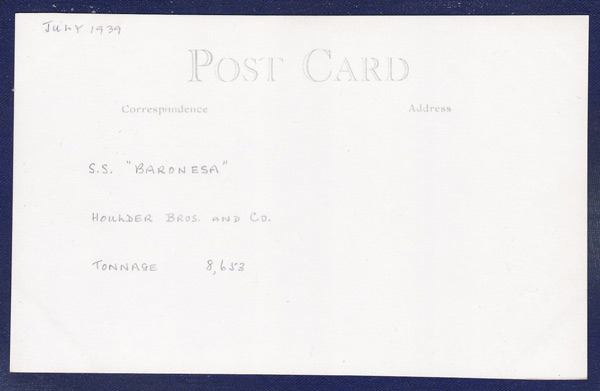 JULY 1939
POST CARD
Correspondence Address
S.S. "BARONESA"
HOULDER BROS. AND CO.
TONNAGE 8,653